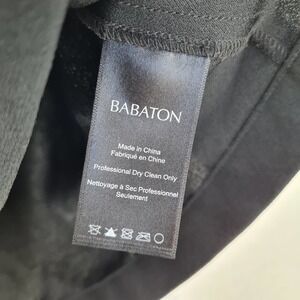 BABATON
Made in China
Fabriqué en Chine
Professional Dry Clean Only
Nettoyage à Sec Professionnel
Seulement